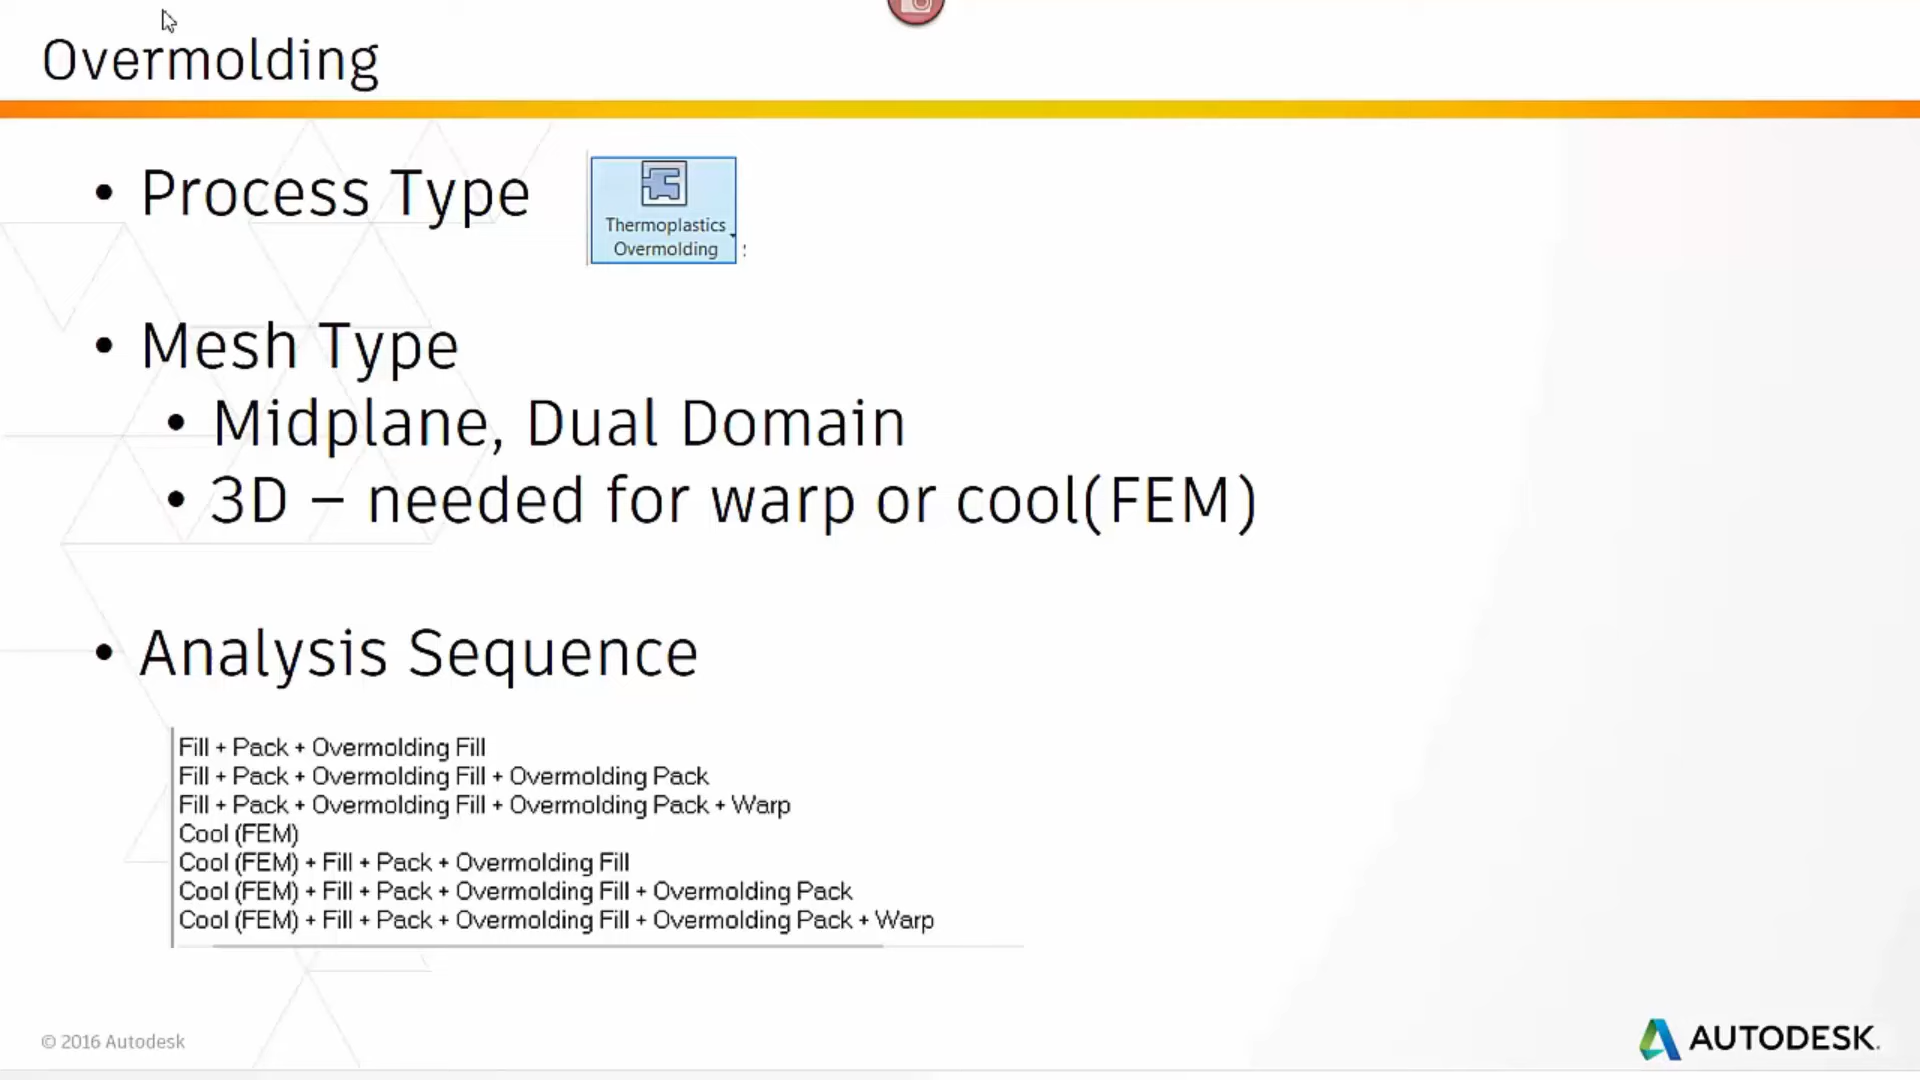 Overmolding
• Process Type
Thermoplastics
Overmolding
• Mesh Type
• Midplane, Dual Domain
• 3D – needed for warp or cool(FEM)
• Analysis Sequence
Fill + Pack + Overmolding Fill
Fill + Pack + Overmolding Fill + Overmolding Pack
Fill + Pack + Overmolding Fill + Overmolding Pack + Warp
Cool (FEM)
Cool (FEM) + Fill + Pack + Overmolding Fill
Cool (FEM) + Fill + Pack + Overmolding Fill + Overmolding Pack
Cool (FEM) + Fill + Pack + Overmolding Fill + Overmolding Pack + Warp
© 2016 Autodesk
AUTODESK.